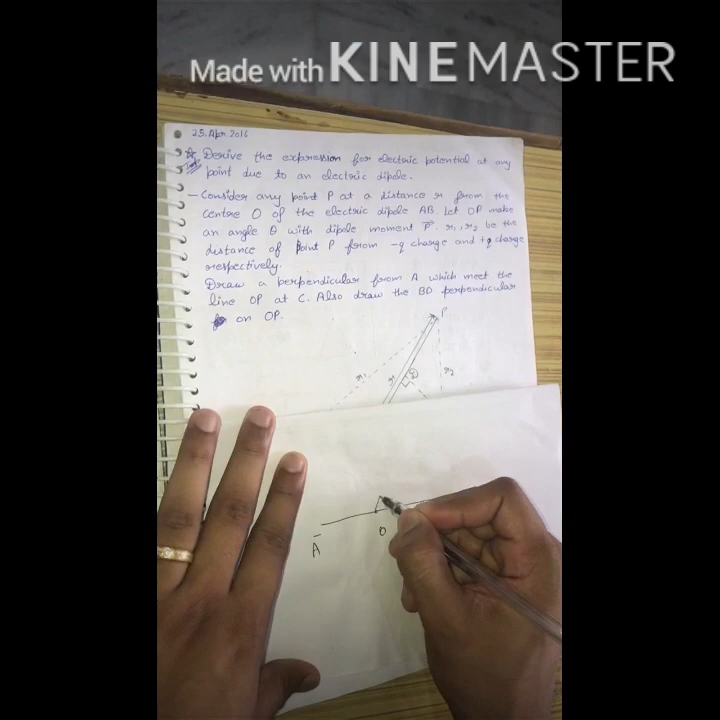 Made with KINEMASTER
25.Apr.2016
Derive the expression for electric potential at any
point due to an electric dipole.
- Consider any point P at a distance r from the
centre O of the electric dipole AB. Let OP make
an angle θ with dipole moment P⃗. r₁, r₂ be the
distance of point P from -q charge and +q charge
respectively.
Draw a perpendicular from A which meet the
line OP at C. Also draw the BD perpendicular
on OP.
P
r₁ r D r₂
A O